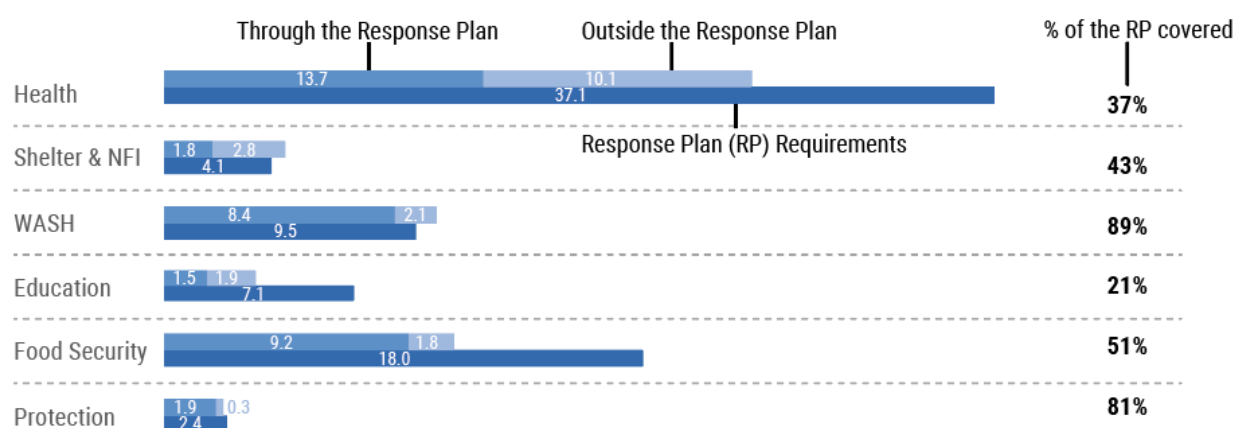 Through the Response Plan Outside the Response Plan % of the RP covered
13.7 10.1
Health 37.1 37%
Response Plan (RP) Requirements
1.8 2.8
Shelter & NFI 4.1 43%
8.4 2.1
WASH 9.5 89%
1.5 1.9
Education 7.1 21%
9.2 1.8
Food Security 18.0 51%
1.9 0.3 81%
Protection 2.4